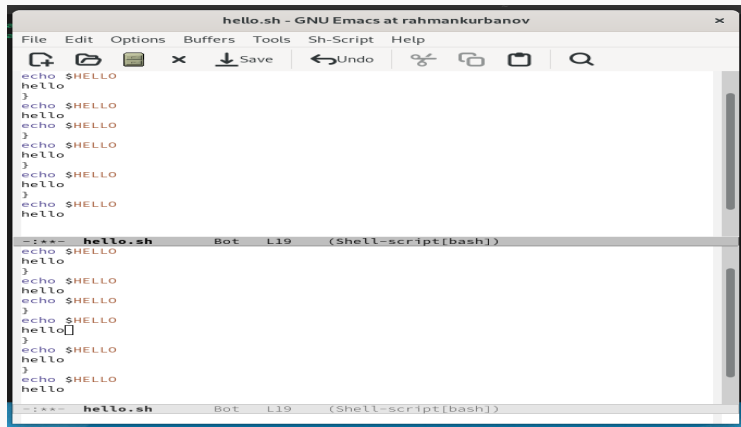 hello.sh - GNU Emacs at rahmankurbanov
File Edit Options Buffers Tools Sh-Script Help
Save Undo
echo $HELLO
hello
}
echo $HELLO
hello
echo $HELLO
}
echo $HELLO
hello
}
echo $HELLO
hello
}
echo $HELLO
hello
-:**- hello.sh Bot L19 (Shell-script[bash])
echo $HELLO
hello
}
echo $HELLO
hello
echo $HELLO
}
echo $HELLO
hello
}
echo $HELLO
hello
}
echo $HELLO
hello
-:**- hello.sh Bot L19 (Shell-script[bash])